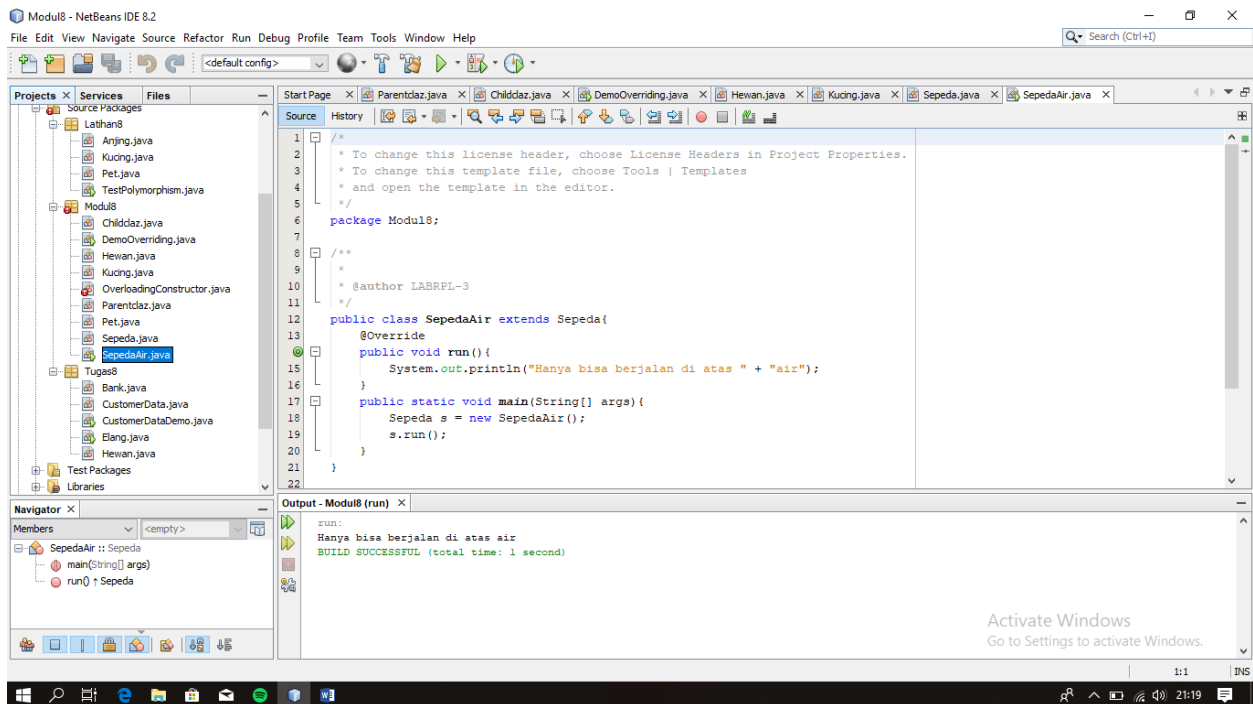 Modul8 - NetBeans IDE 8.2
File Edit View Navigate Source Refactor Run Debug Profile Team Tools Window Help
Search (Ctrl+I)
<default config>
Projects Services Files
Source Packages
Latihan8
Anjing.java
Kucing.java
Pet.java
TestPolymorphism.java
Modul8
Childclaz.java
DemoOverriding.java
Hewan.java
Kucing.java
OverloadingConstructor.java
Parentclaz.java
Pet.java
Sepeda.java
SepedaAir.java
Tugas8
Bank.java
CustomerData.java
CustomerDataDemo.java
Elang.java
Hewan.java
Test Packages
Libraries
Start Page Parentclaz.java Childclaz.java DemoOverriding.java Hewan.java Kucing.java Sepeda.java SepedaAir.java
Source History
1 /*
2 * To change this license header, choose License Headers in Project Properties.
3 * To change this template file, choose Tools | Templates
4 * and open the template in the editor.
5 */
6 package Modul8;
7
8 /**
9 *
10 * @author LABRPL-3
11 */
12 public class SepedaAir extends Sepeda{
13 @Override
public void run(){
15 System.out.println("Hanya bisa berjalan di atas " + "air");
16 }
17 public static void main(String[] args){
18 Sepeda s = new SepedaAir();
19 s.run();
20 }
21 }
22
Navigator
Members <empty>
SepedaAir :: Sepeda
main(String[] args)
run() ↑ Sepeda
Output - Modul8 (run)
run:
Hanya bisa berjalan di atas air
BUILD SUCCESSFUL (total time: 1 second)
Activate Windows
Go to Settings to activate Windows.
1:1 INS
21:19